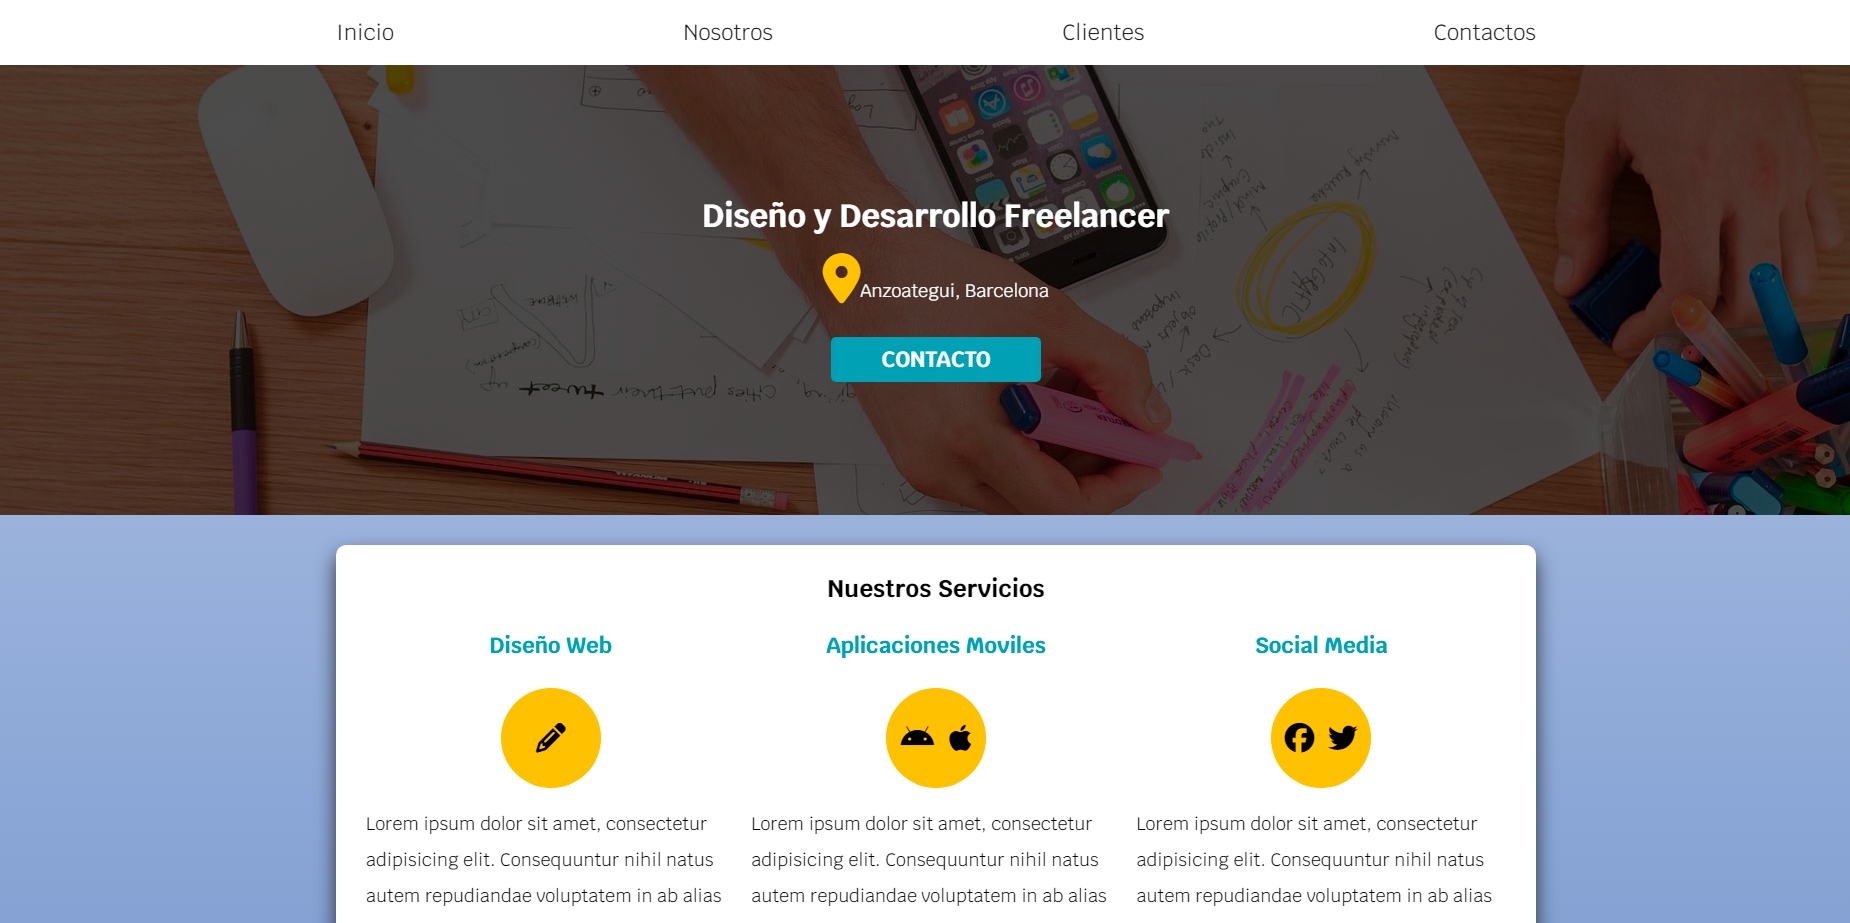 Inicio Nosotros Clientes Contactos
Diseño y Desarrollo Freelancer
Anzoategui, Barcelona
CONTACTO
Nuestros Servicios
Diseño Web
Aplicaciones Moviles
Social Media
Lorem ipsum dolor sit amet, consectetur
adipisicing elit. Consequuntur nihil natus
autem repudiandae voluptatem in ab alias
Lorem ipsum dolor sit amet, consectetur
adipisicing elit. Consequuntur nihil natus
autem repudiandae voluptatem in ab alias
Lorem ipsum dolor sit amet, consectetur
adipisicing elit. Consequuntur nihil natus
autem repudiandae voluptatem in ab alias